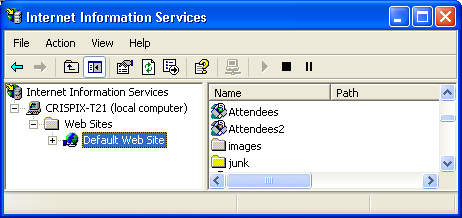 Internet Information Services
File Action View Help
Internet Information Services
CRISPIX-T21 (local computer)
Web Sites
Default Web Site
Name Path
Attendees
Attendees2
images
junk